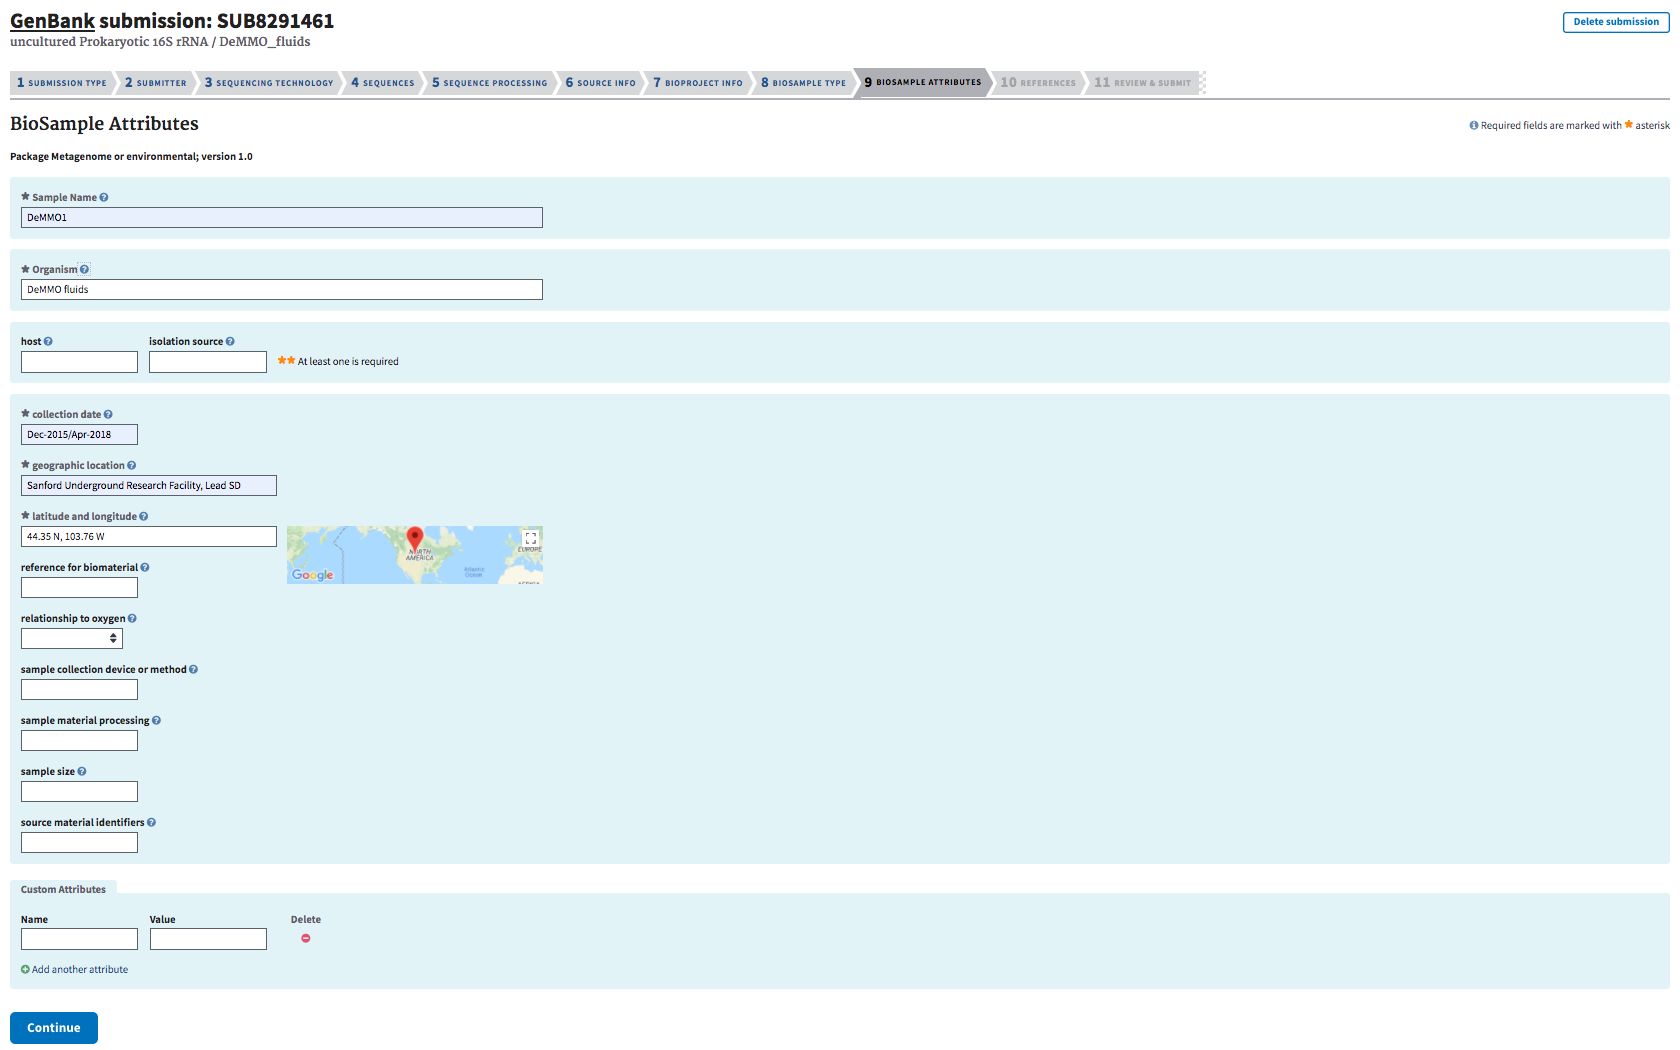 GenBank submission: SUB8291461
Delete submission
uncultured Prokaryotic 16S rRNA / DeMMO_fluids
1 SUBMISSION TYPE 2 SUBMITTER 3 SEQUENCING TECHNOLOGY 4 SEQUENCES 5 SEQUENCE PROCESSING 6 SOURCE INFO 7 BIOPROJECT INFO 8 BIOSAMPLE TYPE 9 BIOSAMPLE ATTRIBUTES 10 REFERENCES 11 REVIEW & SUBMIT
BioSample Attributes
Required fields are marked with * asterisk
Package Metagenome or environmental; version 1.0
* Sample Name
DeMMO1
* Organism
DeMMO fluids
host isolation source
** At least one is required
* collection date
Dec-2015/Apr-2018
* geographic location
Sanford Underground Research Facility, Lead SD
* latitude and longitude
44.35 N, 103.76 W
NORTH
AMERICA
EUROPE
Atlantic
Ocean
AFRICA
Google
reference for biomaterial
relationship to oxygen
sample collection device or method
sample material processing
sample size
source material identifiers
Custom Attributes
Name Value Delete
Add another attribute
Continue